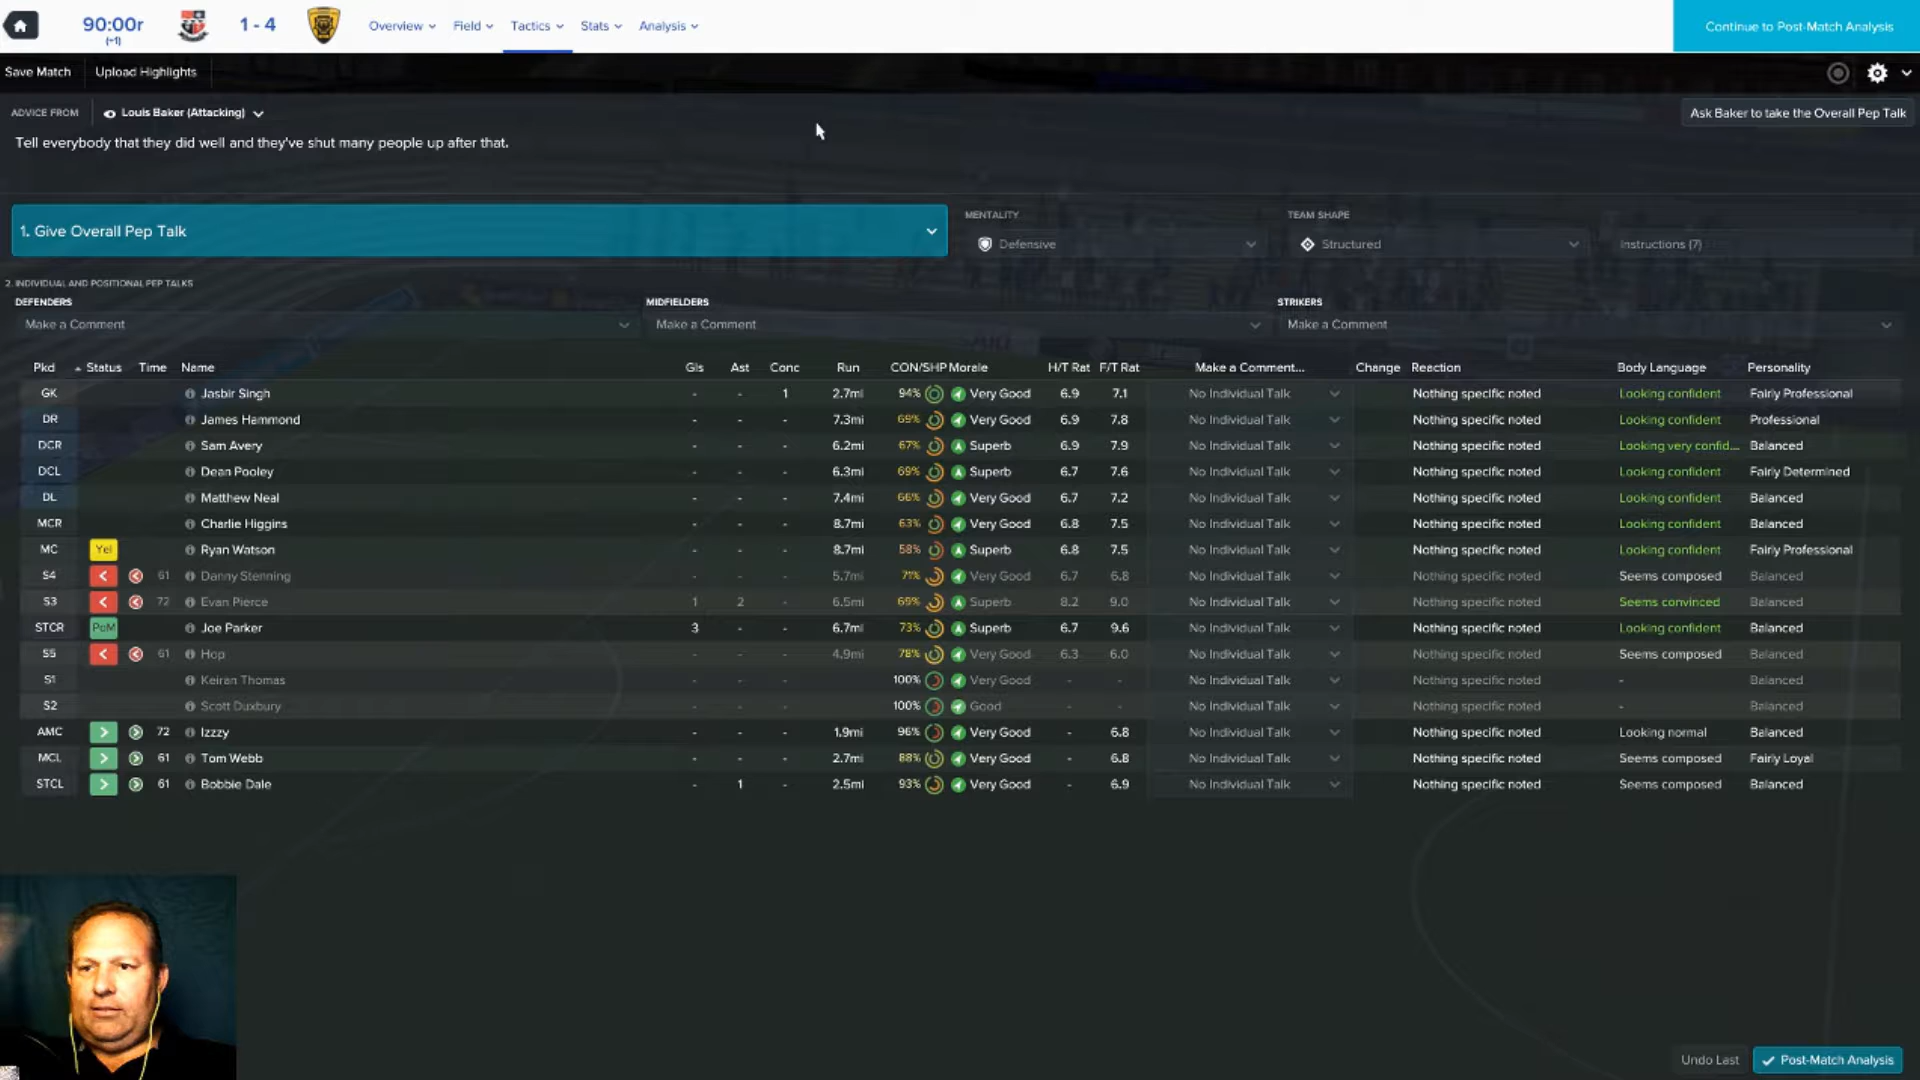 90:00r
(+1)
1 - 4
Overview Field Tactics Stats Analysis
Continue to Post-Match Analysis
Save Match Upload Highlights
ADVICE FROM Louis Baker (Attacking)
Ask Baker to take the Overall Pep Talk
Tell everybody that they did well and they've shut many people up after that.
1. Give Overall Pep Talk
MENTALITY
Defensive
TEAM SHAPE
Structured
Instructions (7)
2. INDIVIDUAL AND POSITIONAL PEP TALKS
DEFENDERS MIDFIELDERS STRIKERS
Make a Comment Make a Comment Make a Comment
Pkd Status Time Name Gls Ast Conc Run CON/SHP Morale H/T Rat F/T Rat Make a Comment... Change Reaction Body Language Personality
GK Jasbir Singh - - 1 2.7mi 94% Very Good 6.9 7.1 No Individual Talk Nothing specific noted Looking confident Fairly Professional
DR James Hammond - - - 7.3mi 69% Very Good 6.9 7.8 No Individual Talk Nothing specific noted Looking confident Professional
DCR Sam Avery - - - 6.2mi 67% Superb 6.9 7.9 No Individual Talk Nothing specific noted Looking very confid... Balanced
DCL Dean Pooley - - - 6.3mi 69% Superb 6.7 7.6 No Individual Talk Nothing specific noted Looking confident Fairly Determined
DL Matthew Neal - - - 7.4mi 66% Very Good 6.7 7.2 No Individual Talk Nothing specific noted Looking confident Balanced
MCR Charlie Higgins - - - 8.7mi 63% Very Good 6.8 7.5 No Individual Talk Nothing specific noted Looking confident Balanced
MC Yel Ryan Watson - - - 8.7mi 58% Superb 6.8 7.5 No Individual Talk Nothing specific noted Looking confident Fairly Professional
S4 61 Danny Stenning - - - 5.7mi 71% Very Good 6.7 6.8 No Individual Talk Nothing specific noted Seems composed Balanced
S3 72 Evan Pierce 1 2 - 6.5mi 69% Superb 8.2 9.0 No Individual Talk Nothing specific noted Seems convinced Balanced
STCR PoM Joe Parker 3 - - 6.7mi 73% Superb 6.7 9.6 No Individual Talk Nothing specific noted Looking confident Balanced
S5 61 Hop - - - 4.9mi 78% Very Good 6.3 6.0 No Individual Talk Nothing specific noted Seems composed Balanced
S1 Keiran Thomas - - - 100% Very Good - - No Individual Talk Nothing specific noted - Balanced
S2 Scott Duxbury - - - 100% Good - - No Individual Talk Nothing specific noted - Balanced
AMC 72 Izzzy - - - 1.9mi 96% Very Good - 6.8 No Individual Talk Nothing specific noted Looking normal Balanced
MCL 61 Tom Webb - - - 2.7mi 88% Very Good - 6.8 No Individual Talk Nothing specific noted Seems composed Fairly Loyal
STCL 61 Bobbie Dale - 1 - 2.5mi 93% Very Good - 6.9 No Individual Talk Nothing specific noted Seems composed Balanced
Undo Last Post-Match Analysis